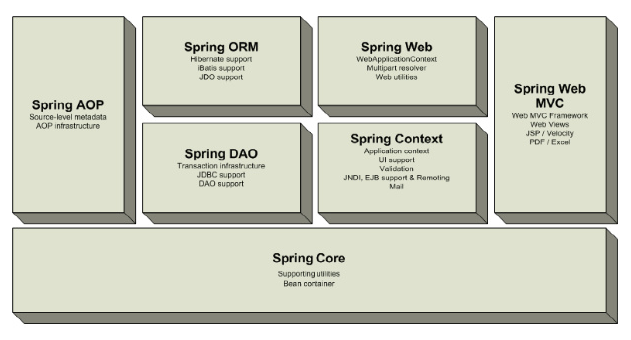 Spring AOP
Source-level metadata
AOP infrastructure
Spring ORM
Hibernate support
iBatis support
JDO support
Spring Web
WebApplicationContext
Multipart resolver
Web utilities
Spring Web
MVC
Web MVC Framework
Web Views
JSP / Velocity
PDF / Excel
Spring DAO
Transaction infrastructure
JDBC support
DAO support
Spring Context
Application context
UI support
Validation
JNDI, EJB support & Remoting
Mail
Spring Core
Supporting utilities
Bean container